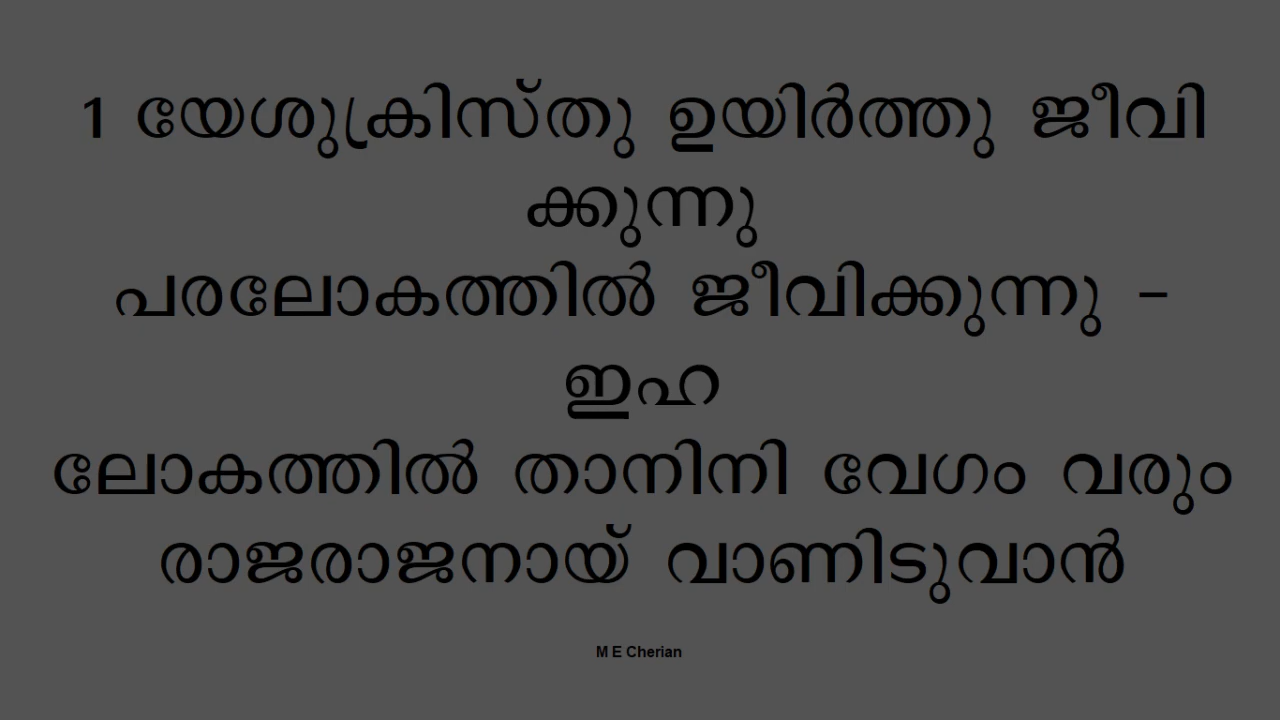 1 യേശുക്രിസ്തു ഉയിർത്തു ജീവി
ക്കുന്നു
പരലോകത്തിൽ ജീവിക്കുന്നു -
ഇഹ
ലോകത്തിൽ താനിനി വേഗം വരും
രാജരാജനായ് വാണിടുവാൻ
M E Cherian